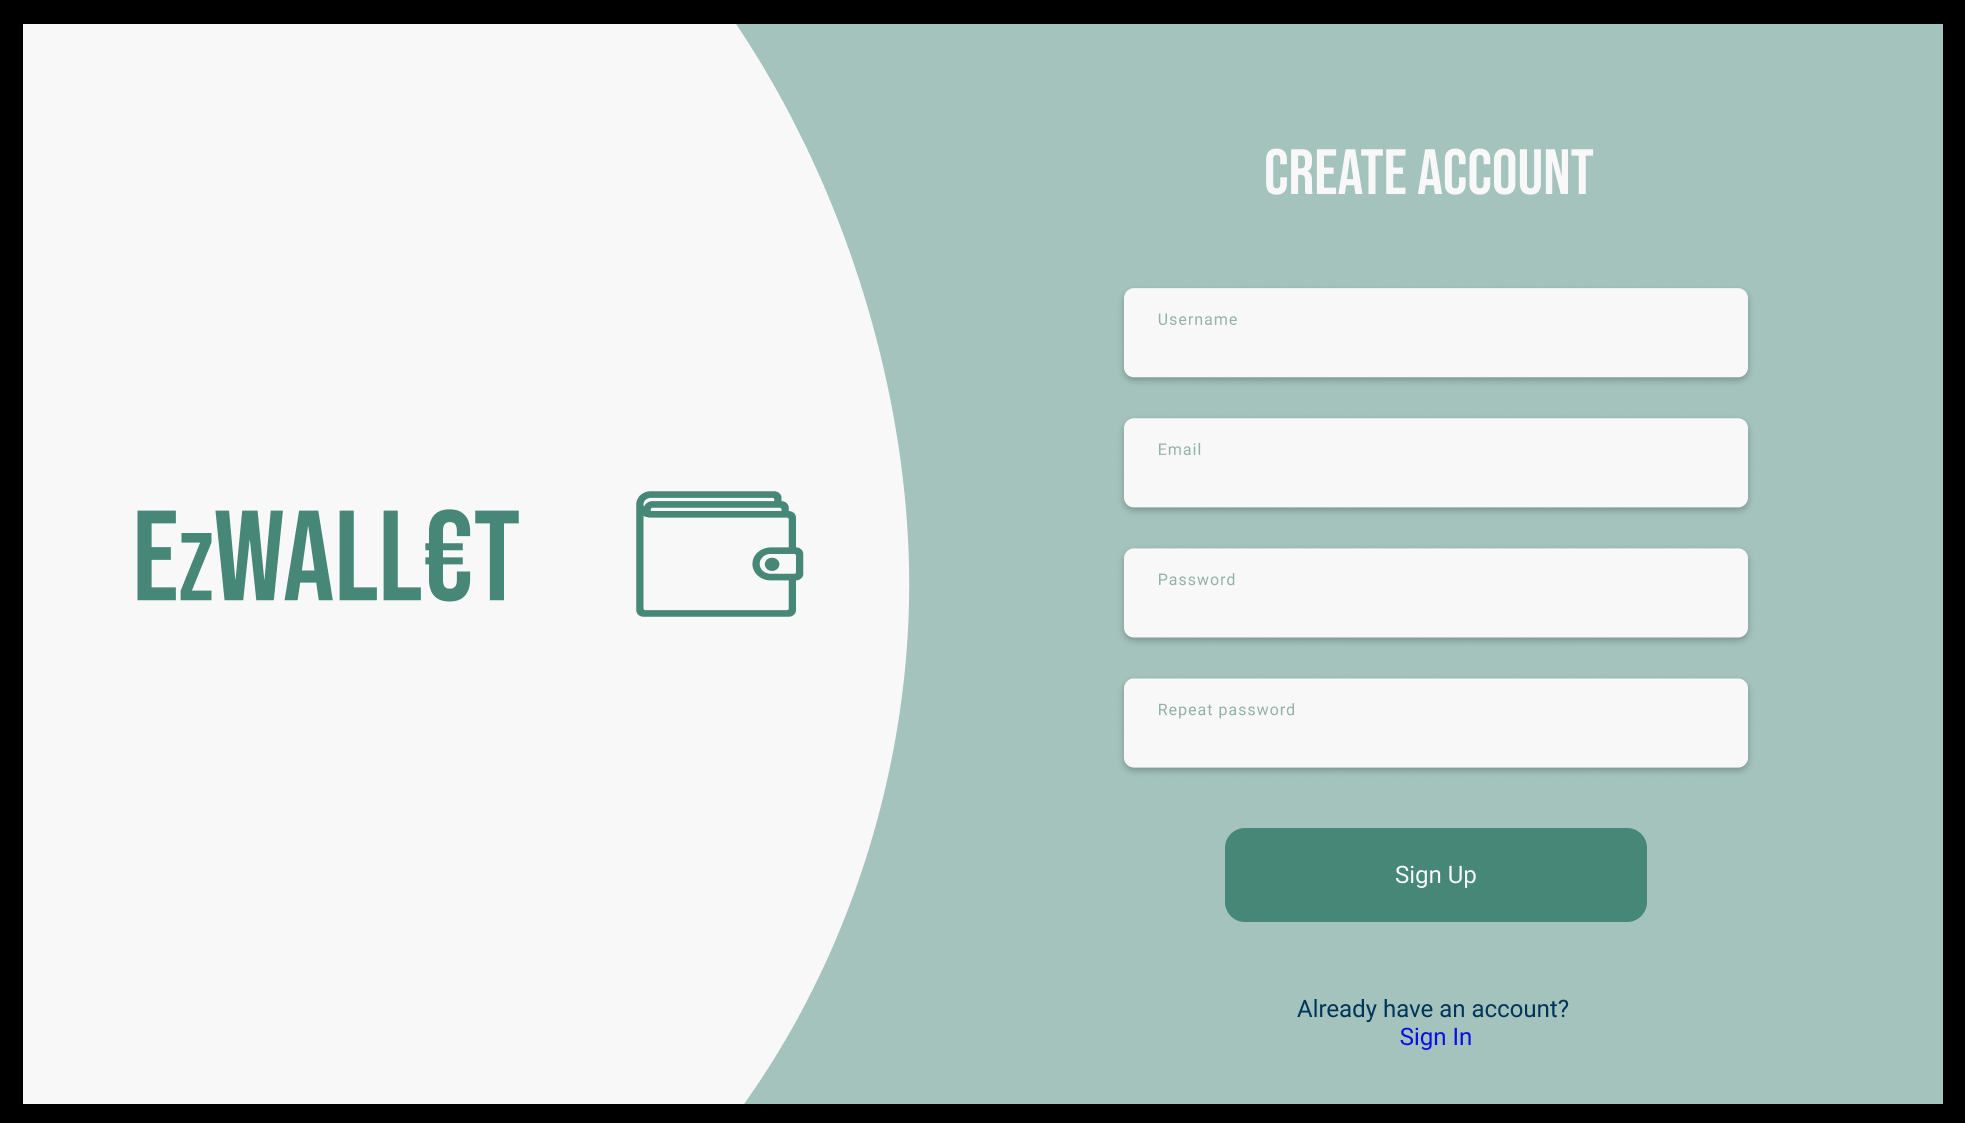 EzWALL€T
CREATE ACCOUNT
Username
Email
Password
Repeat password
Sign Up
Already have an account?
Sign In